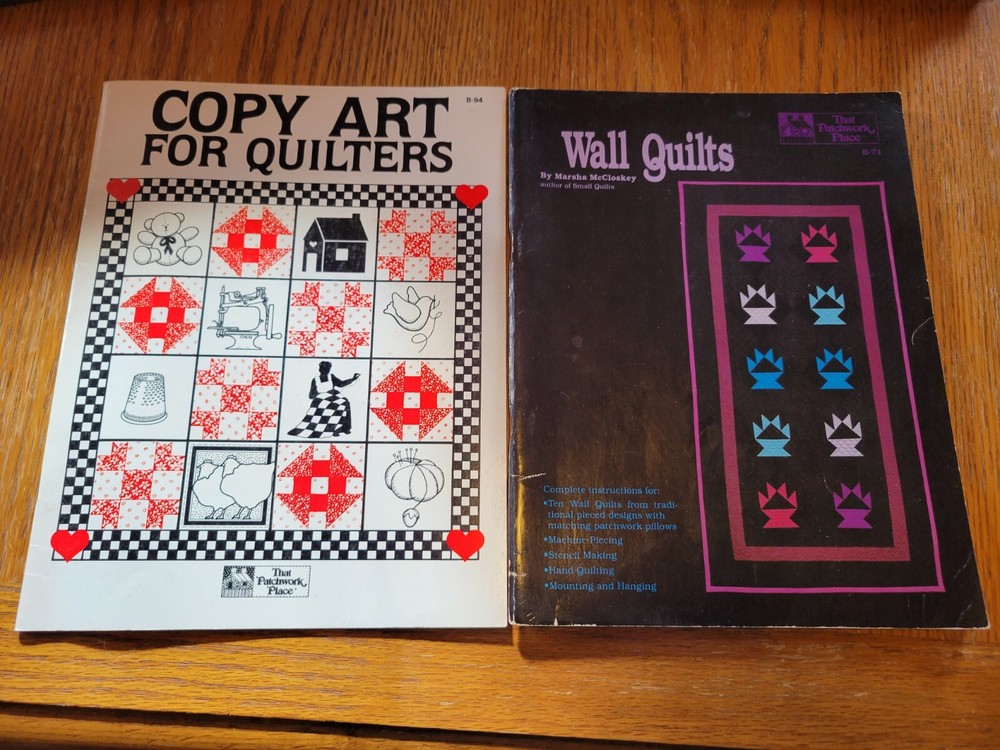 COPY ART
B-94
FOR QUILTERS
That
Patchwork
Place®
Wall Quilts
By Marsha McCloskey
author of Small Quilts
That
Patchwork
Place
B-71
Complete instructions for:
•Ten Wall Quilts from tradi-
tional pieced designs with
matching patchwork pillows
•Machine Piecing
•Stencil Making
•Hand Quilting
•Mounting and Hanging